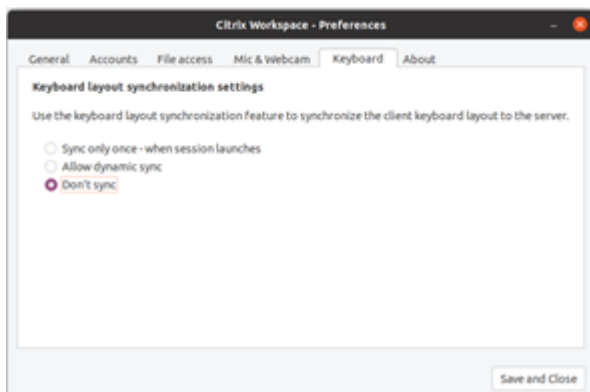 Citrix Workspace - Preferences
General Accounts File access Mic & Webcam Keyboard About
Keyboard layout synchronization settings
Use the keyboard layout synchronization feature to synchronize the client keyboard layout to the server.
Sync only once - when session launches
Allow dynamic sync
Don't sync
Save and Close